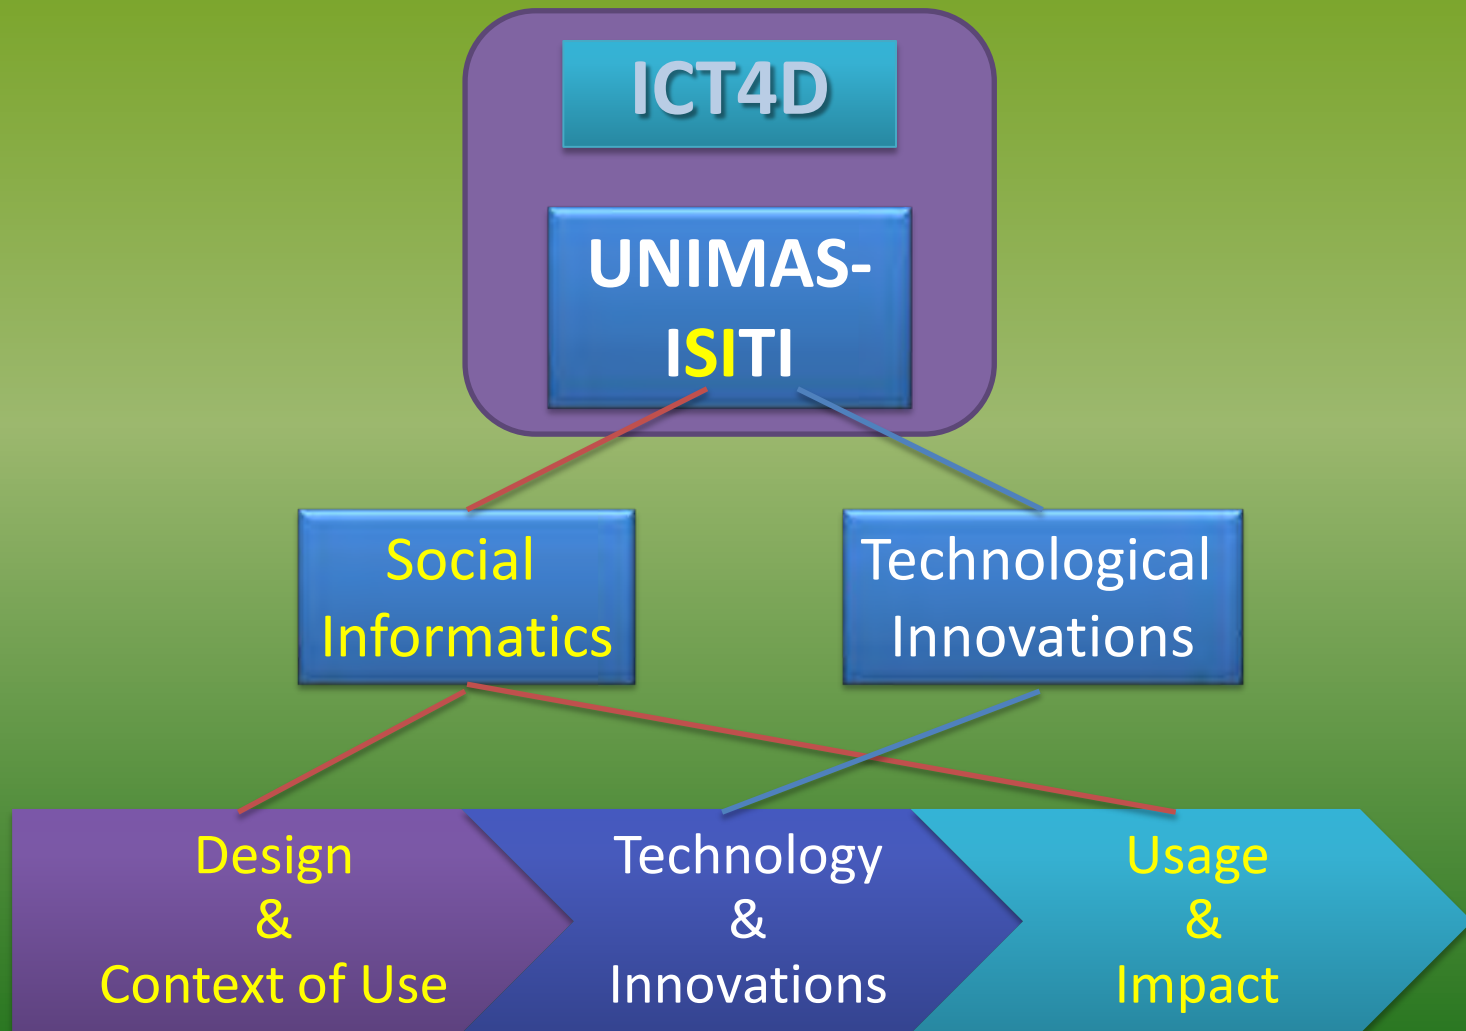 ICT4D
UNIMAS-
ISITI
Social
Informatics
Technological
Innovations
Design
&
Context of Use
Technology
&
Innovations
Usage
&
Impact